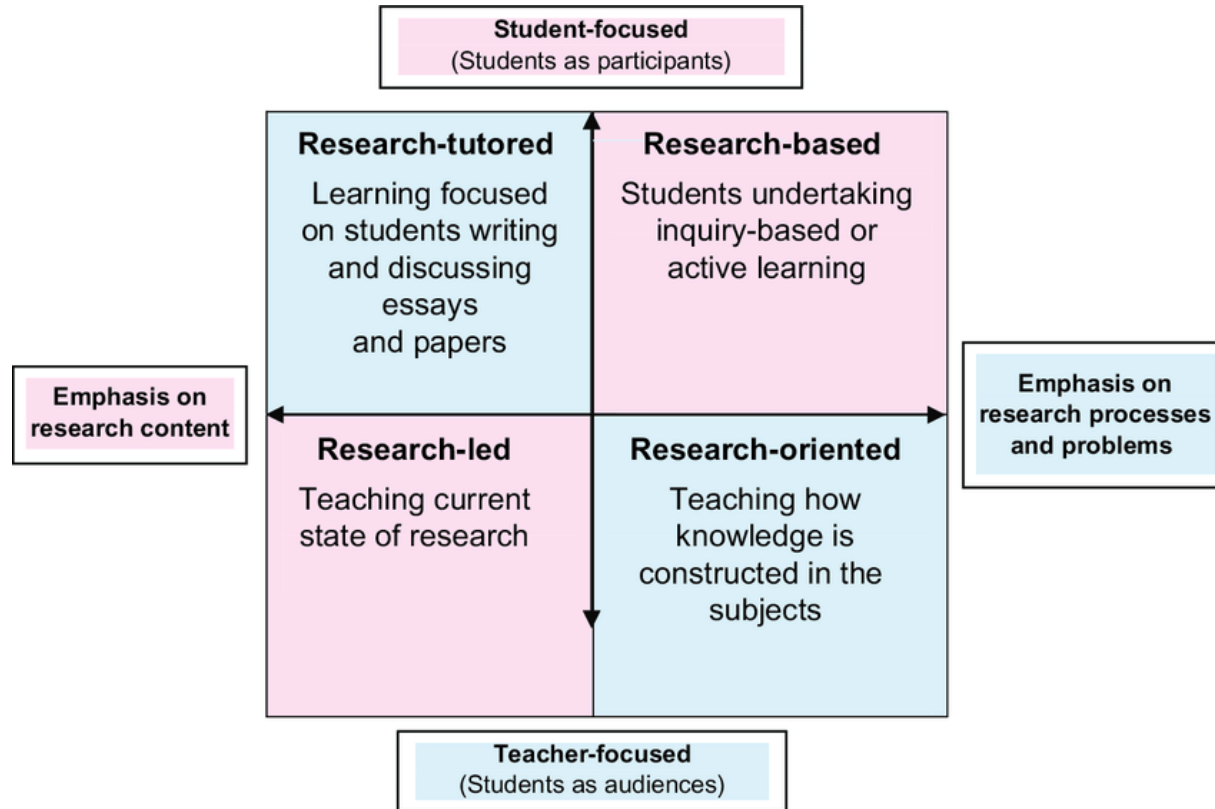 Student-focused
(Students as participants)
Research-tutored
Learning focused
on students writing
and discussing
essays
and papers
Research-based
Students undertaking
inquiry-based or
active learning
Emphasis on
research content
Emphasis on
research processes
and problems
Research-led
Teaching current
state of research
Research-oriented
Teaching how
knowledge is
constructed in the
subjects
Teacher-focused
(Students as audiences)